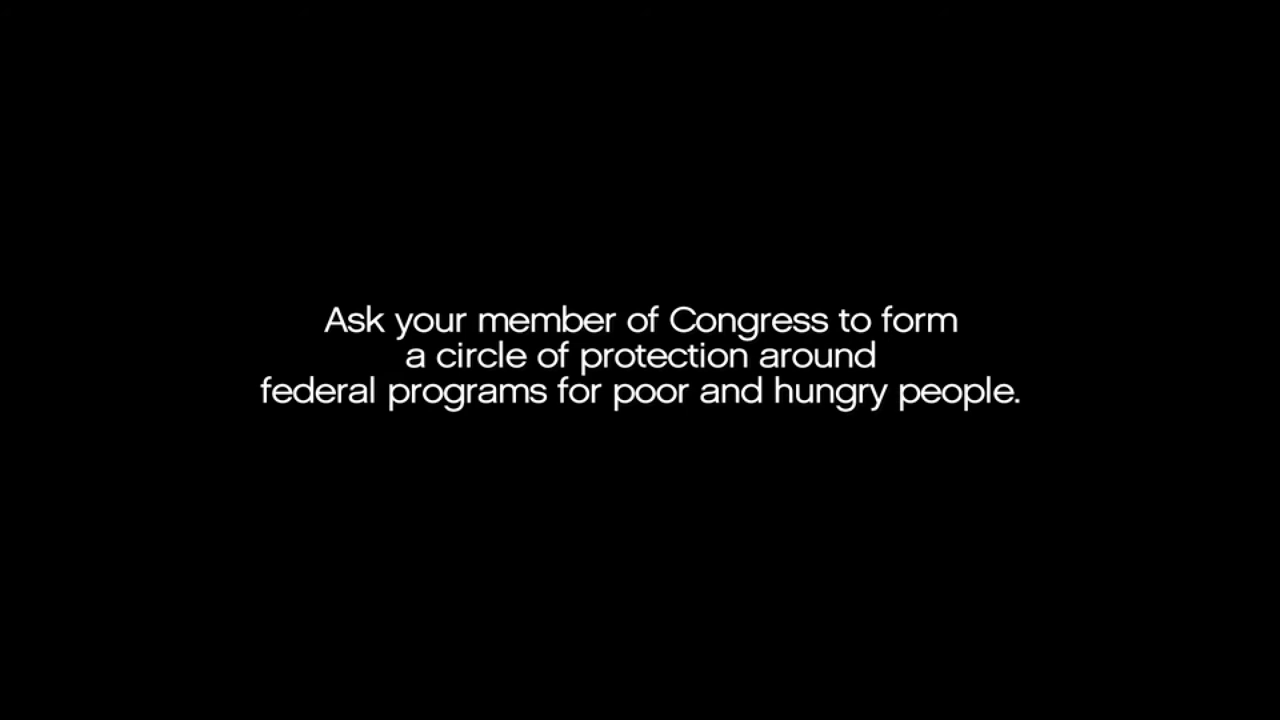 Ask your member of Congress to form
a circle of protection around
federal programs for poor and hungry people.